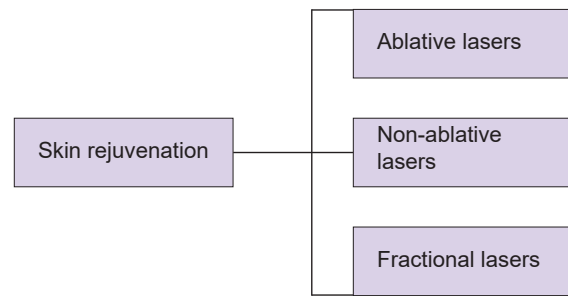 Skin rejuvenation
Ablative lasers
Non-ablative
lasers
Fractional lasers